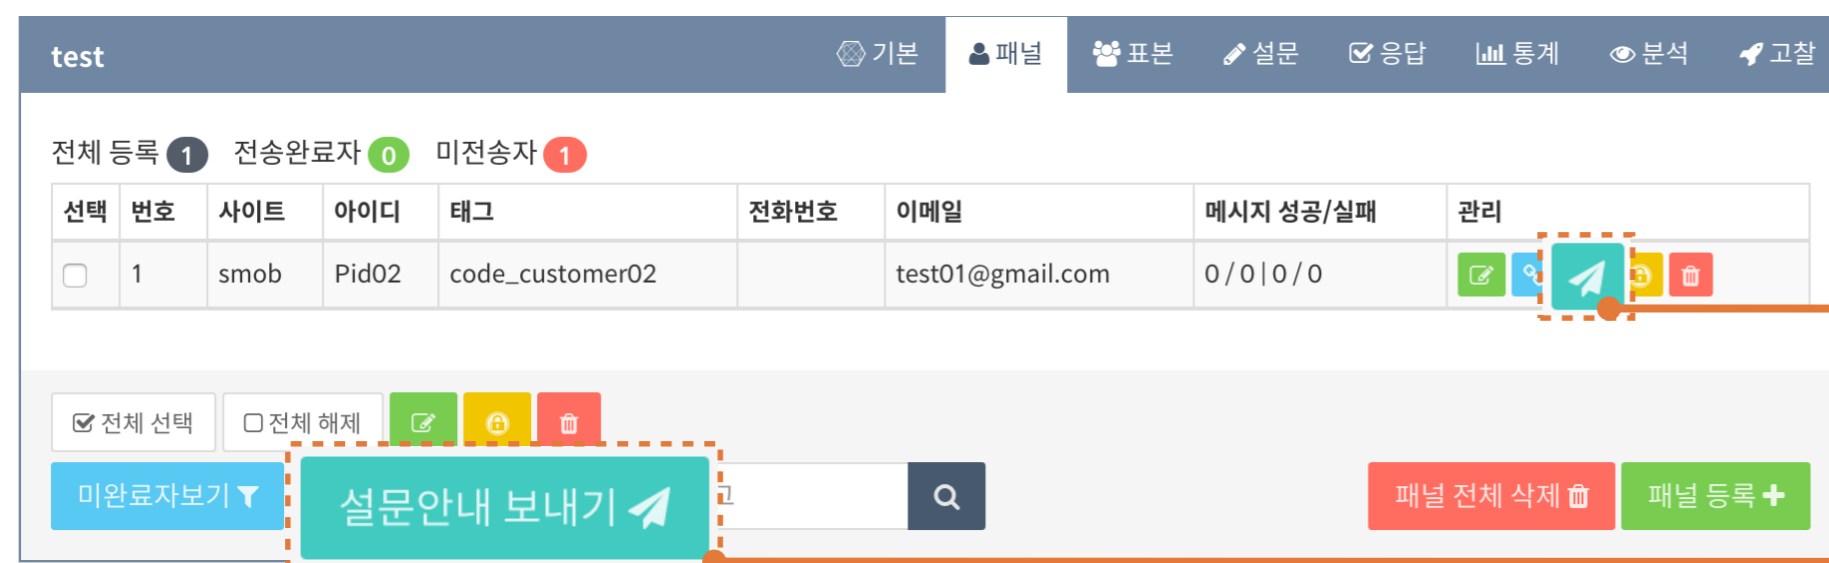 test 기본 패널 표본 설문 응답 통계 분석 고찰
전체 등록 1 전송완료자 0 미전송자 1
선택 번호 사이트 아이디 태그 전화번호 이메일 메시지 성공/실패 관리
1 smob Pid02 code_customer02 test01@gmail.com 0/0|0/0
전체 선택 전체 해제
미완료자보기 설문안내 보내기 패널 전체 삭제 패널 등록